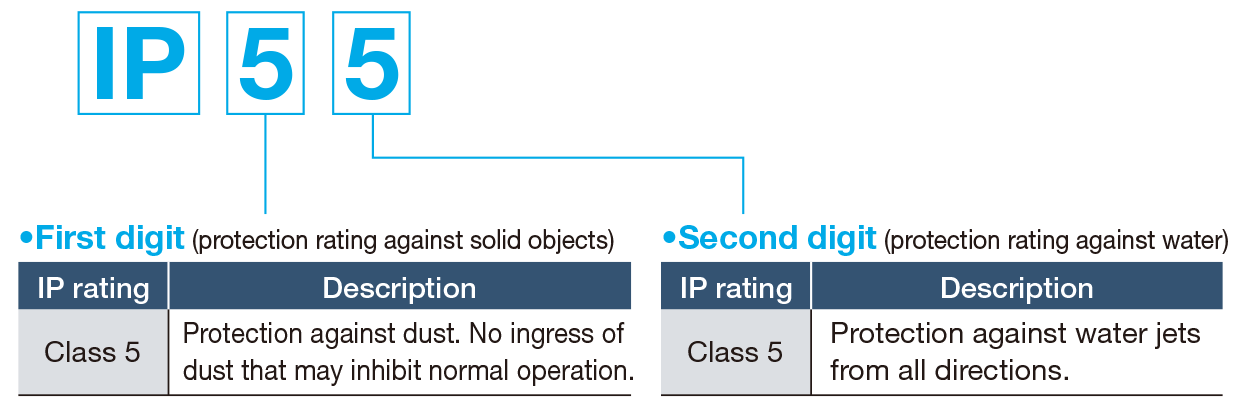 IP 5 5
•First digit (protection rating against solid objects)
IP rating Description
Class 5 Protection against dust. No ingress of
dust that may inhibit normal operation.
•Second digit (protection rating against water)
IP rating Description
Class 5 Protection against water jets
from all directions.